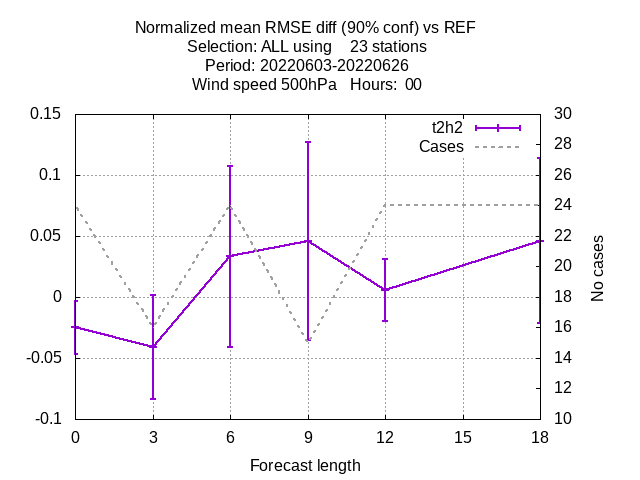 Normalized mean RMSE diff (90% conf) vs REF
Selection: ALL using    23 stations
Period: 20220603-20220626
Wind speed 500hPa   Hours:  00
0.15
0.1
0.05
0
-0.05
-0.1
30
28
26
24
22
20
18
16
14
12
10
t2h2
Cases
No cases
0 3 6 9 12 15 18
Forecast length